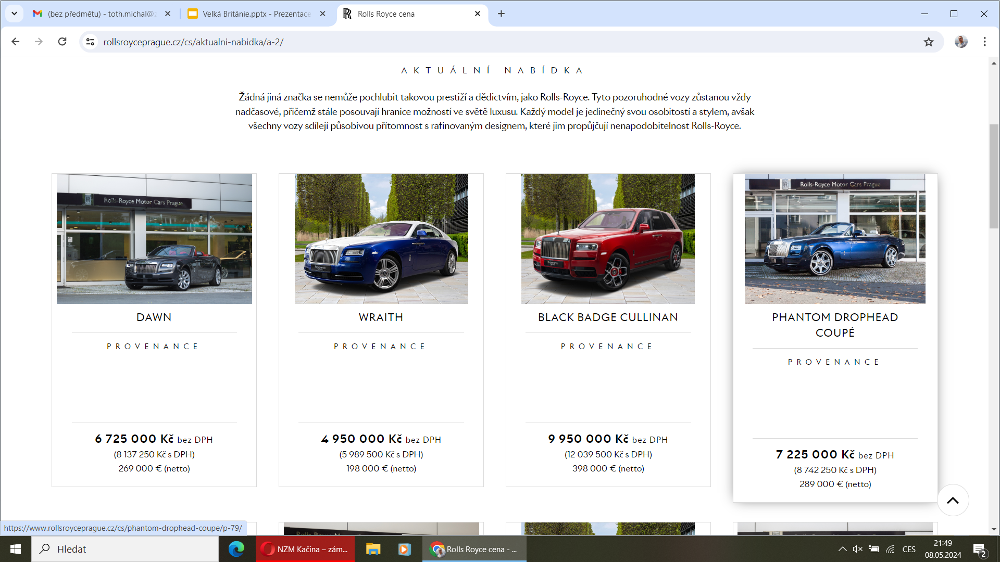 (bez předmětu) - toth.michal@z
Velká Británie.pptx - Prezentace
Rolls Royce cena
rollsroyceprague.cz/cs/aktualni-nabidka/a-2/
AKTUÁLNÍ NABÍDKA
Žádná jiná značka se nemůže pochlubit takovou prestiží a dědictvím, jako Rolls-Royce. Tyto pozoruhodné vozy zůstanou vždy
nadčasové, přičemž stále posouvají hranice možností ve světě luxusu. Každý model je jedinečný svou osobitostí a stylem, avšak
všechny vozy sdílejí působivou přítomnost s rafinovaným designem, které jim propůjčují nenapodobitelnost Rolls-Royce.
Rolls-Royce Motor Cars Prague
DAWN
PROVENANCE
6 725 000 Kč bez DPH
(8 137 250 Kč s DPH)
269 000 € (netto)
WRAITH
PROVENANCE
4 950 000 Kč bez DPH
(5 989 500 Kč s DPH)
198 000 € (netto)
BLACK BADGE CULLINAN
PROVENANCE
9 950 000 Kč bez DPH
(12 039 500 Kč s DPH)
398 000 € (netto)
Rolls-Royce Motor Cars Prague
PHANTOM DROPHEAD
COUPÉ
PROVENANCE
7 225 000 Kč bez DPH
(8 742 250 Kč s DPH)
289 000 € (netto)
https://www.rollsroyceprague.cz/cs/phantom-drophead-coupe/p-79/
Hledat
NZM Kačina – zám...
Rolls Royce cena - ...
CES
21:49
08.05.2024
2